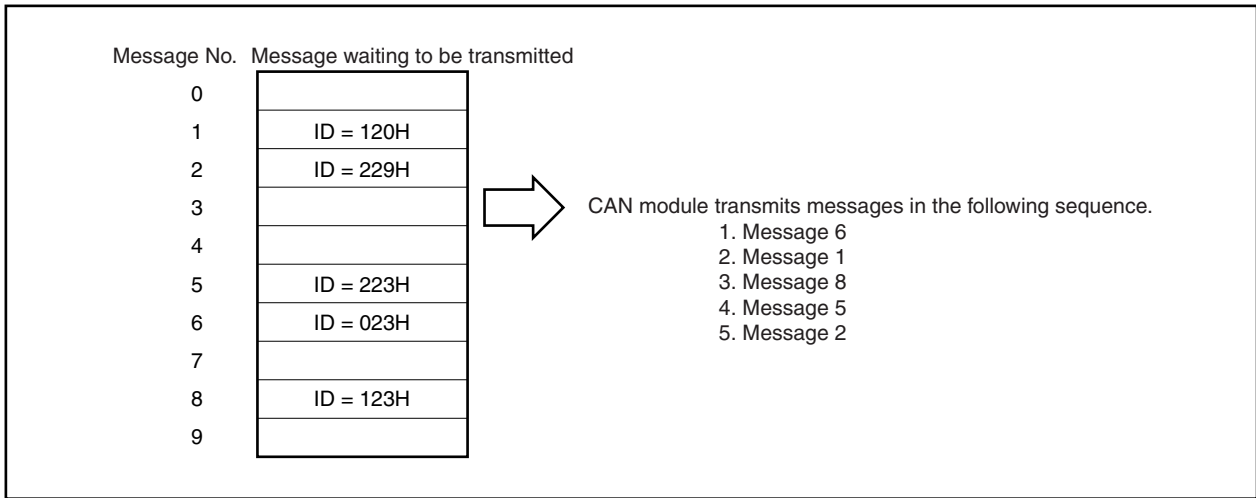 Message No. Message waiting to be transmitted
0
1 ID = 120H
2 ID = 229H
3
4
5 ID = 223H
6 ID = 023H
7
8 ID = 123H
9
CAN module transmits messages in the following sequence.
1. Message 6
2. Message 1
3. Message 8
4. Message 5
5. Message 2